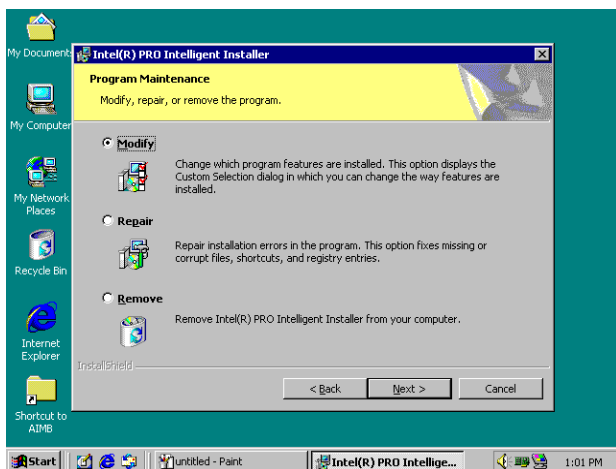 My Documents
My Computer
My Network
Places
Recycle Bin
Internet
Explorer
Shortcut to
AIMB
Intel(R) PRO Intelligent Installer
Program Maintenance
Modify, repair, or remove the program.
Modify
Change which program features are installed. This option displays the
Custom Selection dialog in which you can change the way features are
installed.
Repair
Repair installation errors in the program. This option fixes missing or
corrupt files, shortcuts, and registry entries.
Remove
Remove Intel(R) PRO Intelligent Installer from your computer.
InstallShield
< Back
Next >
Cancel
Start
untitled - Paint
Intel(R) PRO Intellige...
1:01 PM